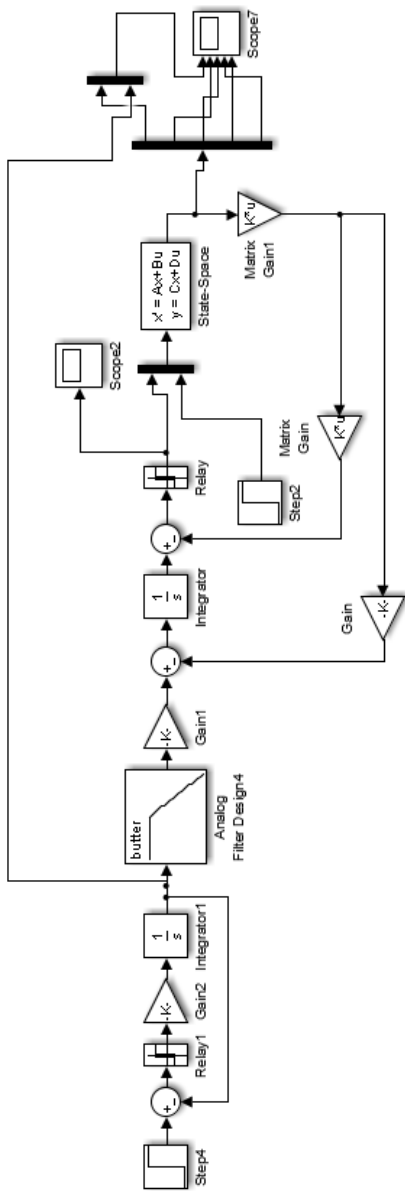 Step4
+
−
Relay1
-K-
Gain2
1
s
Integrator1
butter
Analog
Filter Design4
-K-
Gain1
+
−
1
s
Integrator
+
−
Relay
Scope2
Step2
x' = Ax+Bu
y = Cx+Du
State-Space
K*u
Matrix
Gain1
K*u
Matrix
Gain
-K-
Gain
Scope7